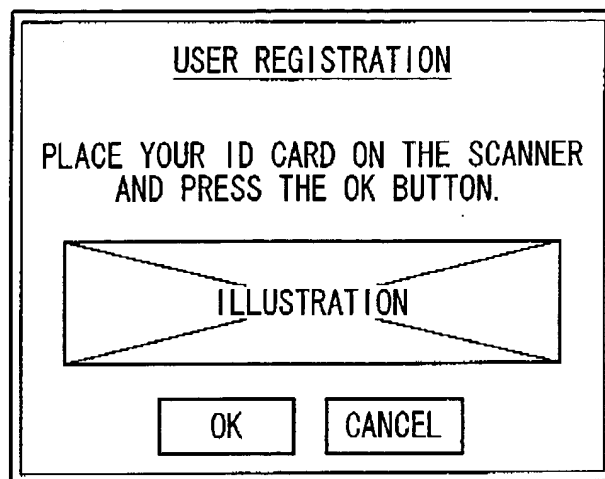 USER REGISTRATION
PLACE YOUR ID CARD ON THE SCANNER
AND PRESS THE OK BUTTON.
ILLUSTRATION
OK
CANCEL